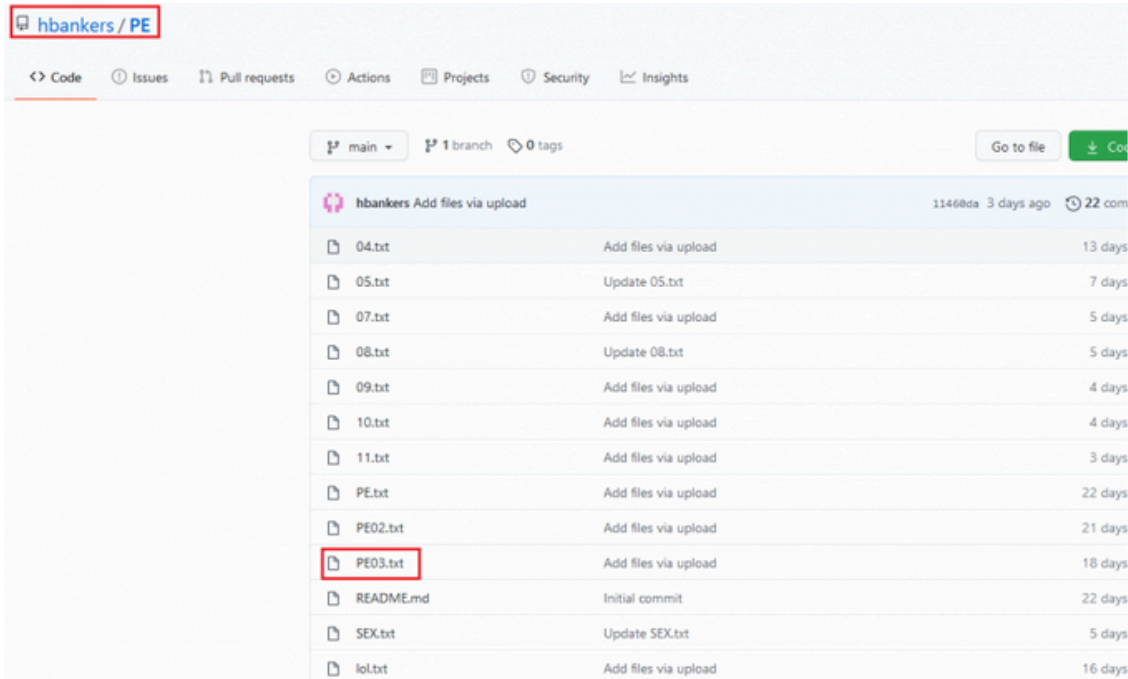 hbankers / PE
Code Issues Pull requests Actions Projects Security Insights
main 1 branch 0 tags Go to file
hbankers Add files via upload 11460da 3 days ago 22
04.txt Add files via upload 13 days
05.txt Update 05.txt 7 days
07.txt Add files via upload 5 days
08.txt Update 08.txt 5 days
09.txt Add files via upload 4 days
10.txt Add files via upload 4 days
11.txt Add files via upload 3 days
PE.txt Add files via upload 22 days
PE02.txt Add files via upload 21 days
PE03.txt Add files via upload 18 days
README.md Initial commit 22 days
SEX.txt Update SEX.txt 5 days
lol.txt Add files via upload 16 days